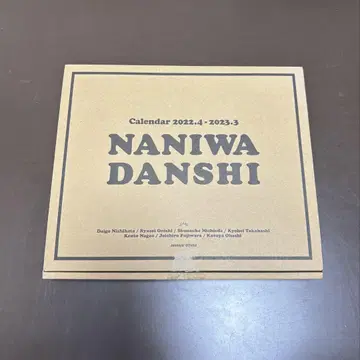 Calendar 2022.4-2023.3
NANIWA
DANSHI
Daigo Nishihata / Ryusei Ohnishi / Shunsuke Michieda / Kyohei Takahashi
Kento Nagao / Joichiro Fujiwara / Kazuya Ohashi